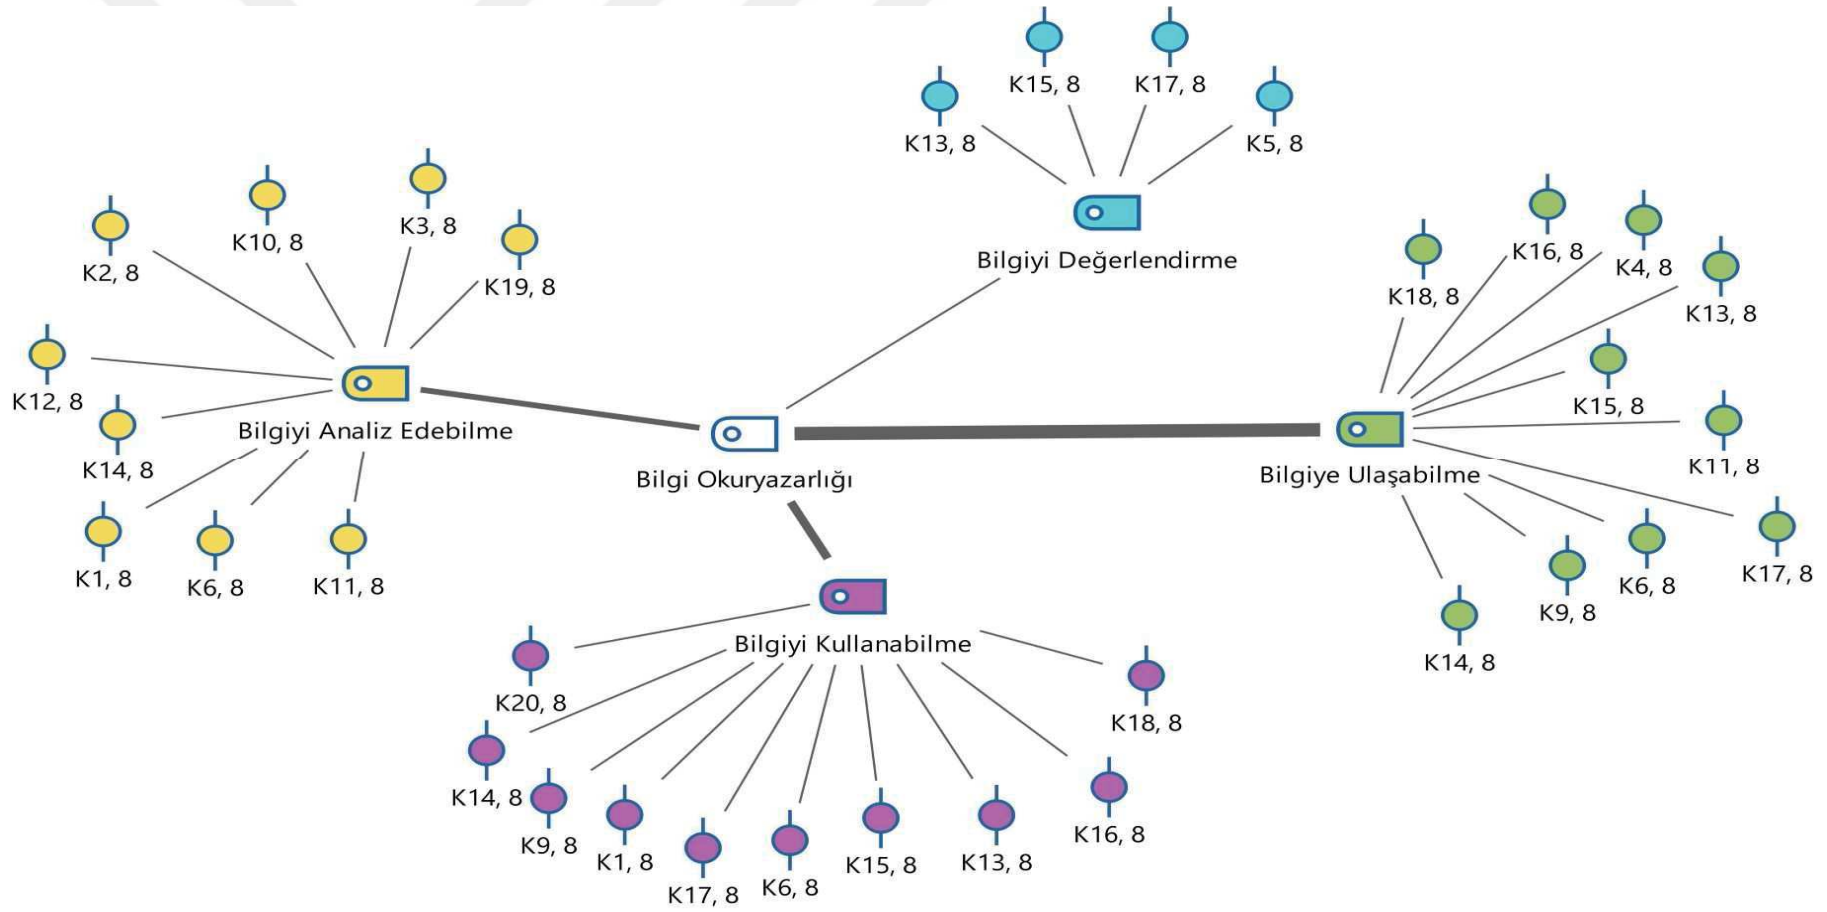 K15, 8
K17, 8
K13, 8
K5, 8
Bilgiyi Değerlendirme
K2, 8
K10, 8
K3, 8
K19, 8
K12, 8
K14, 8
Bilgiyi Analiz Edebilme
K1, 8
K6, 8
K11, 8
Bilgi Okuryazarlığı
K18, 8
K16, 8
K4, 8
K13, 8
K15, 8
K11, 8
Bilgiye Ulaşabilme
K17, 8
K6, 8
K9, 8
K14, 8
Bilgiyi Kullanabilme
K20, 8
K14, 8
K9, 8
K1, 8
K17, 8
K6, 8
K15, 8
K13, 8
K16, 8
K18, 8